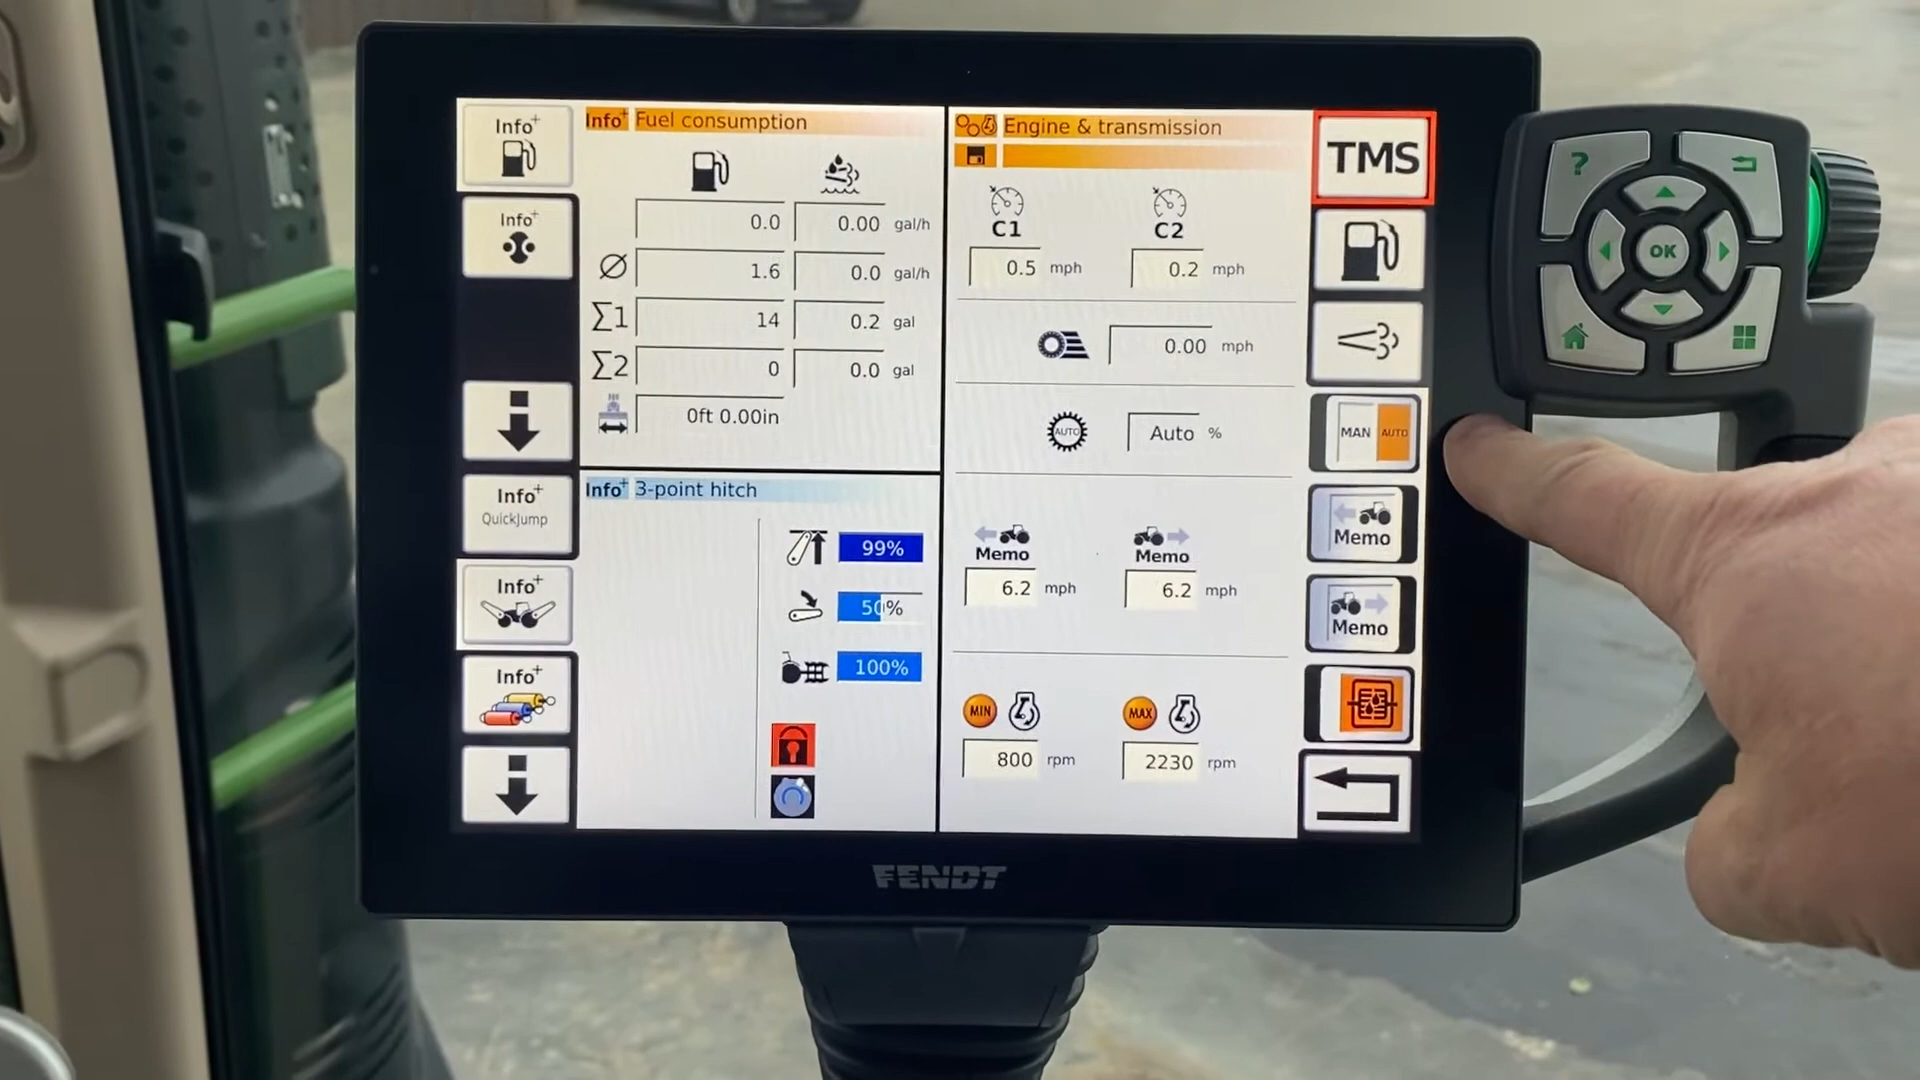 Info+
Info+
Info+
QuickJump
Info+
Info+
Info+ Fuel consumption
0.0 0.00 gal/h
Ø 1.6 0.0 gal/h
∑1 14 0.2 gal
∑2 0 0.0 gal
0ft 0.00in
Info+ 3-point hitch
99%
50%
100%
Engine & transmission
C1 C2
0.5 mph 0.2 mph
0.00 mph
AUTO Auto %
Memo Memo
6.2 mph 6.2 mph
MIN MAX
800 rpm 2230 rpm
TMS
MAN AUTO
Memo
Memo
FENDT
?
OK